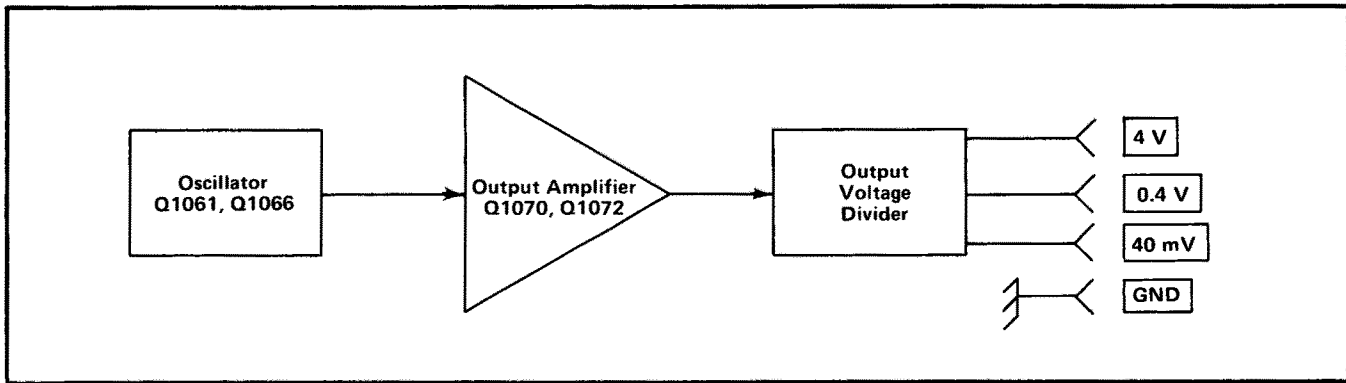 Oscillator
Q1061, Q1066
Output Amplifier
Q1070, Q1072
Output
Voltage
Divider
4 V
0.4 V
40 mV
GND